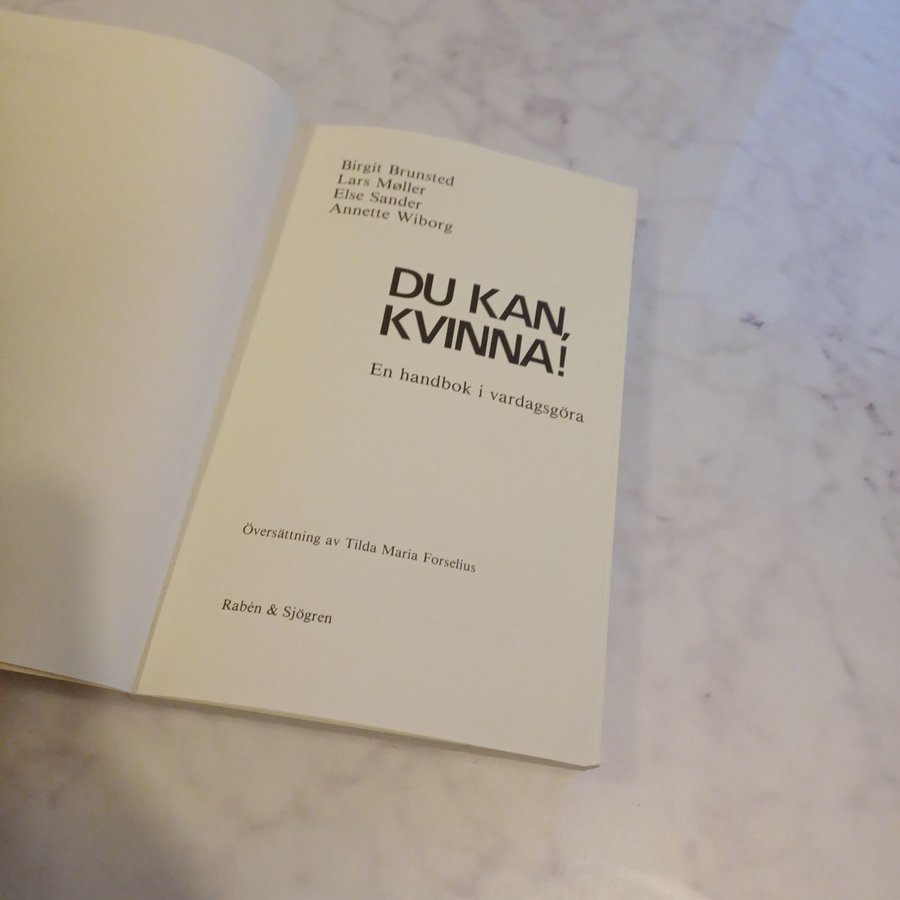 Birgit Brunsted
Lars Møller
Else Sander
Annette Wiborg
DU KAN,
KVINNA!
En handbok i vardagsgöra
Översättning av Tilda Maria Forselius
Rabén & Sjögren